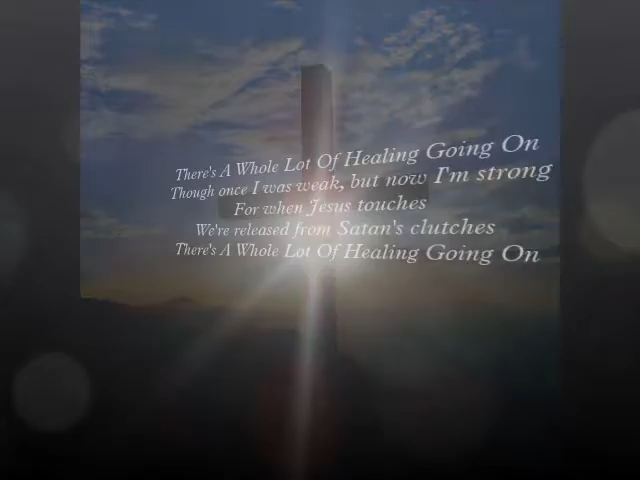 There's A Whole Lot Of Healing Going On
Though once I was weak, but now I'm strong
For when Jesus touches
We're released from Satan's clutches
There's A Whole Lot Of Healing Going On